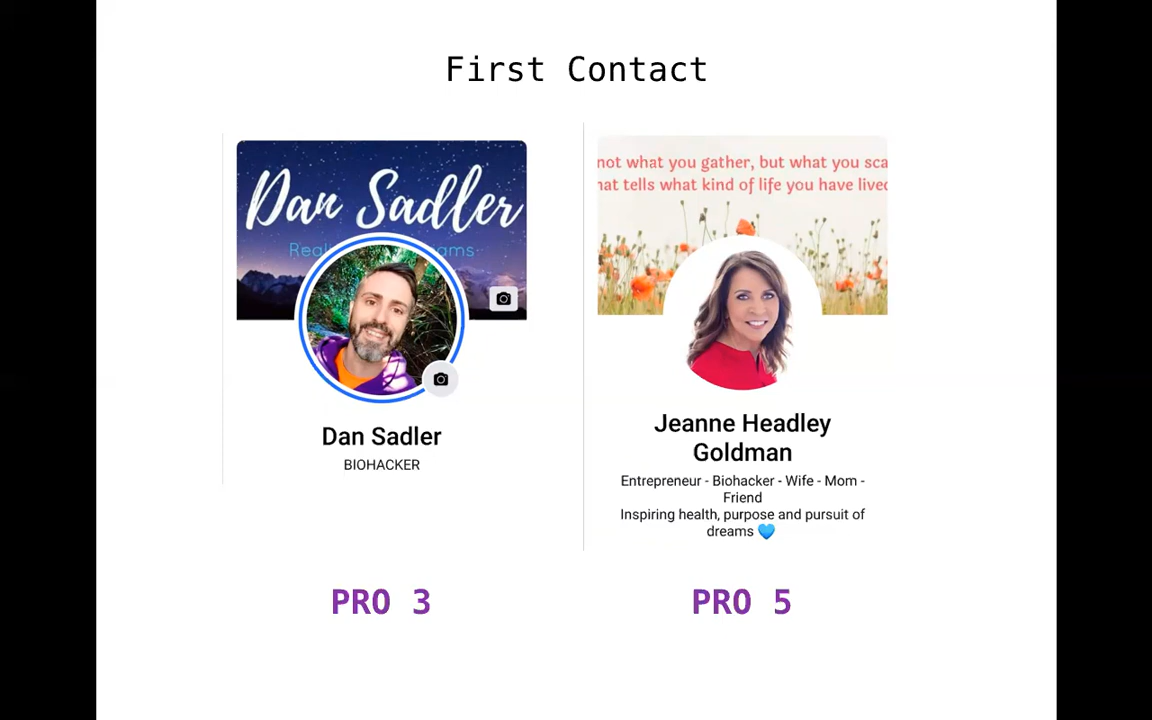 First Contact
Dan Sadler
not what you gather, but what you
what tells what kind of life you have lived
Dan Sadler
BIOHACKER
Jeanne Headley
Goldman
Entrepreneur - Biohacker - Wife - Mom -
Friend
Inspiring health, purpose and pursuit of
dreams 💙
PRO 3
PRO 5